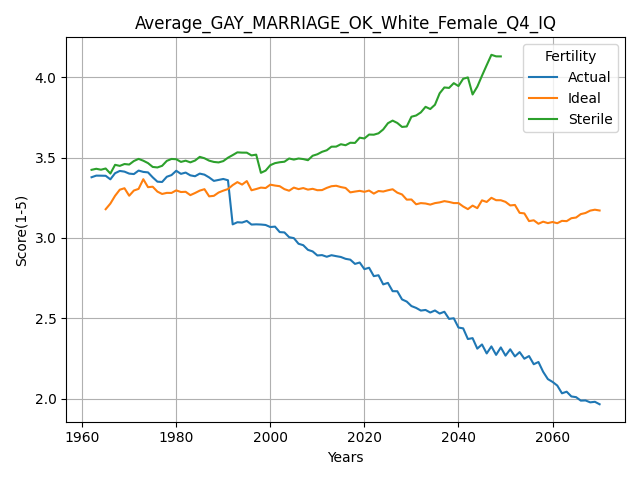 Average_GAY_MARRIAGE_OK_White_Female_Q4_IQ
Fertility
Actual
Ideal
Sterile
Score(1-5)
4.0
3.5
3.0
2.5
2.0
1960 1980 2000 2020 2040 2060
Years